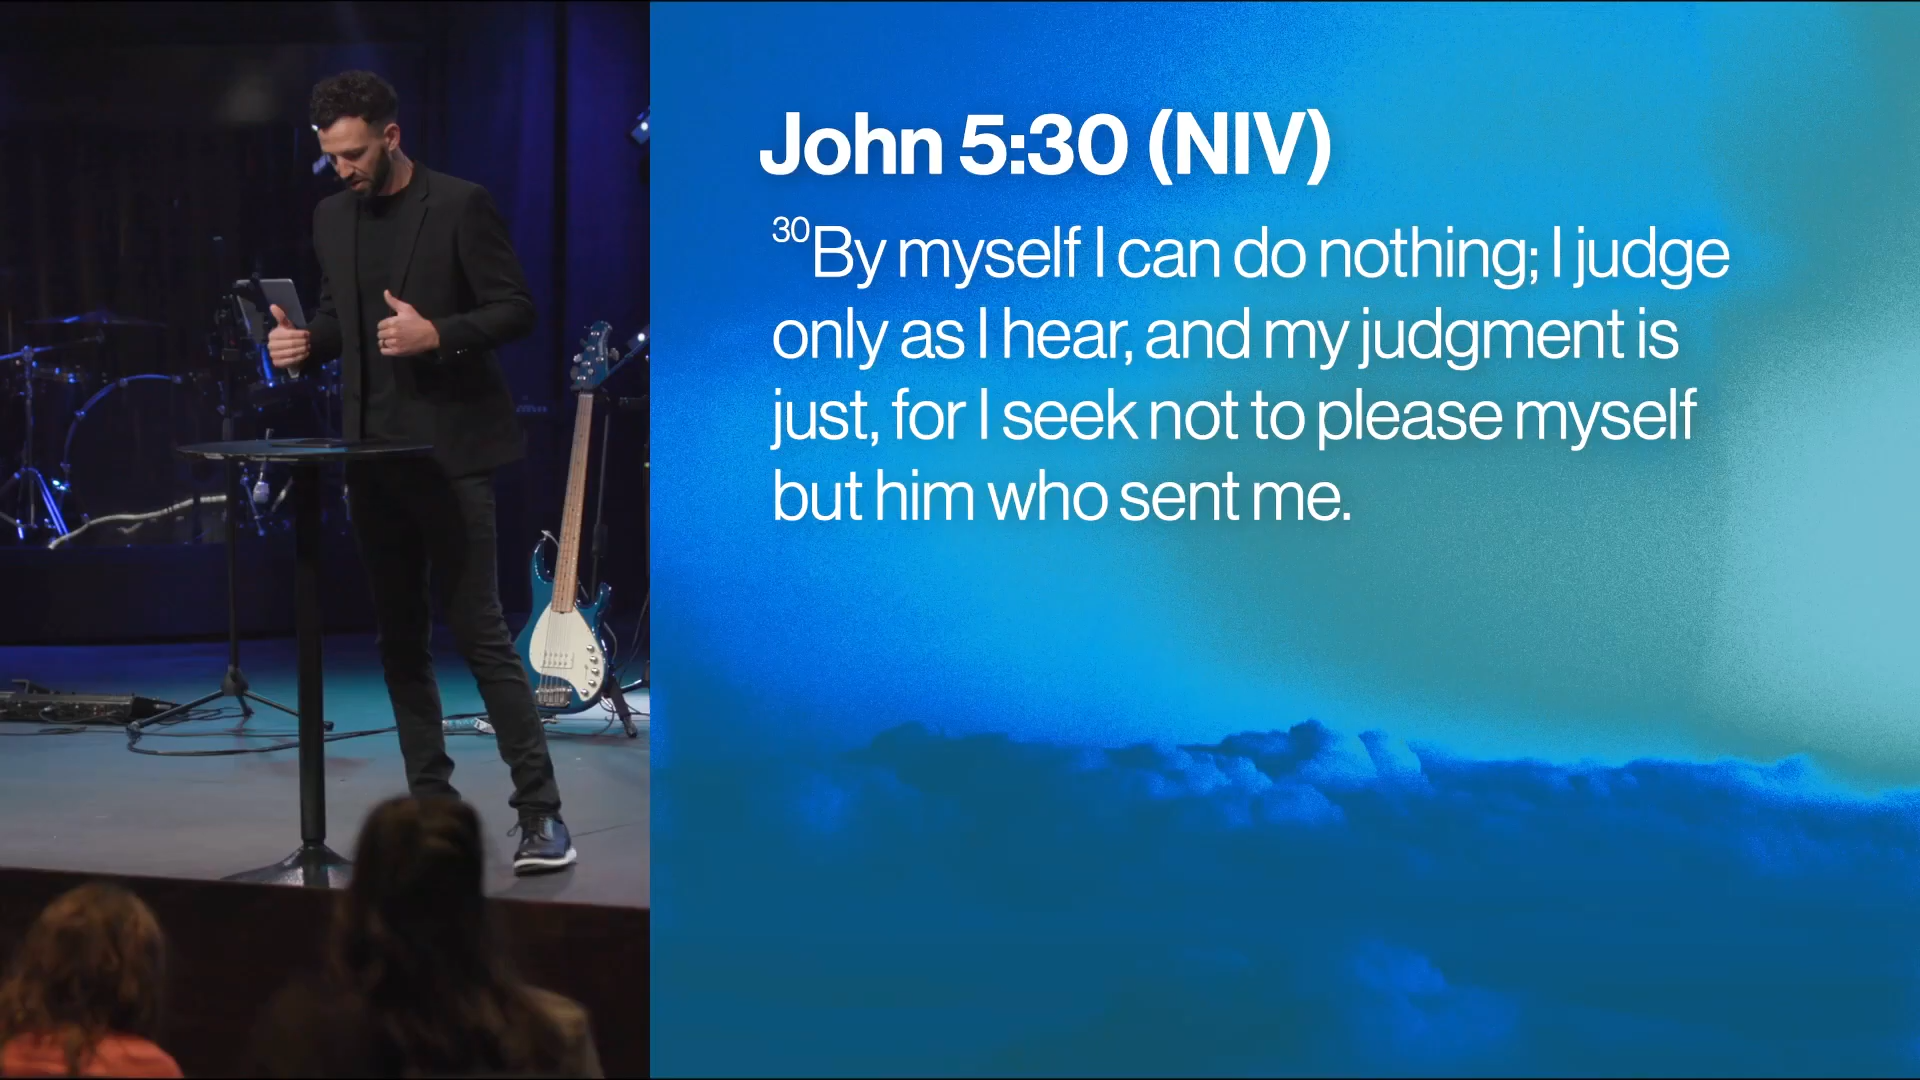 John 5:30 (NIV)
30By myself I can do nothing; I judge
only as I hear, and my judgment is
just, for I seek not to please myself
but him who sent me.